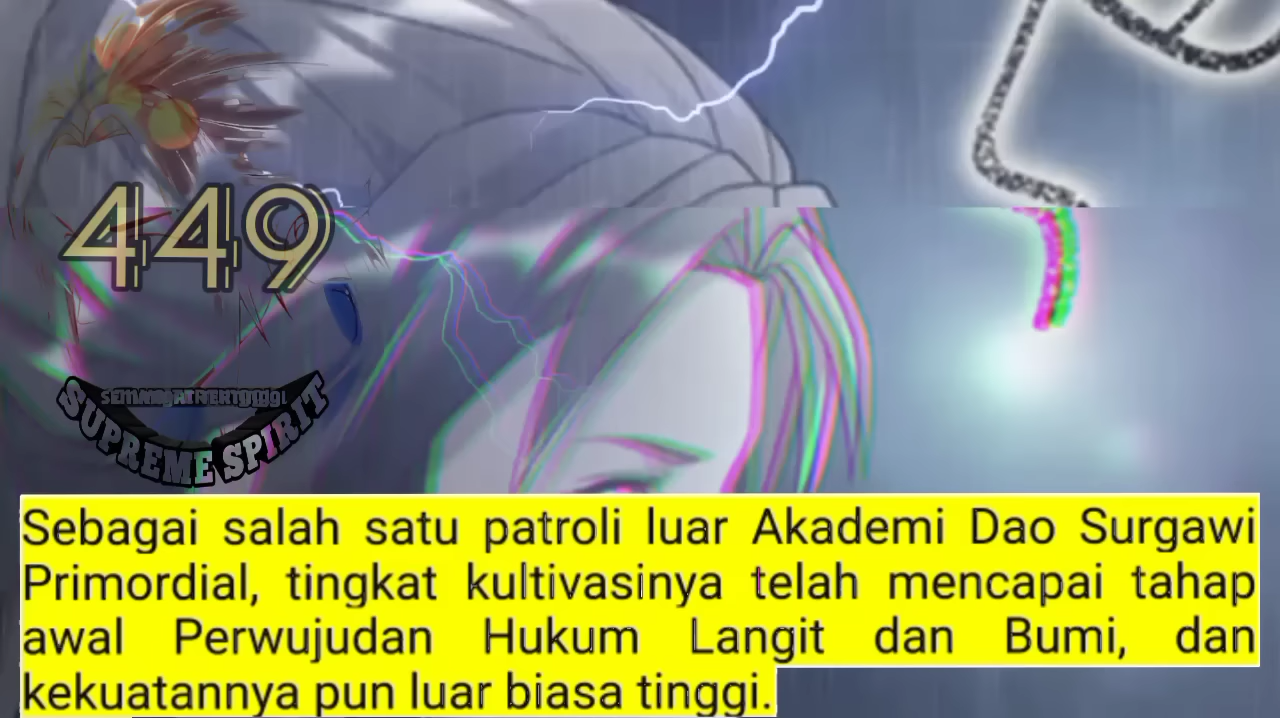 449
SUPREME SPIRIT
Sebagai salah satu patroli luar Akademi Dao Surgawi
Primordial, tingkat kultivasinya telah mencapai tahap
awal Perwujudan Hukum Langit dan Bumi, dan
kekuatannya pun luar biasa tinggi.